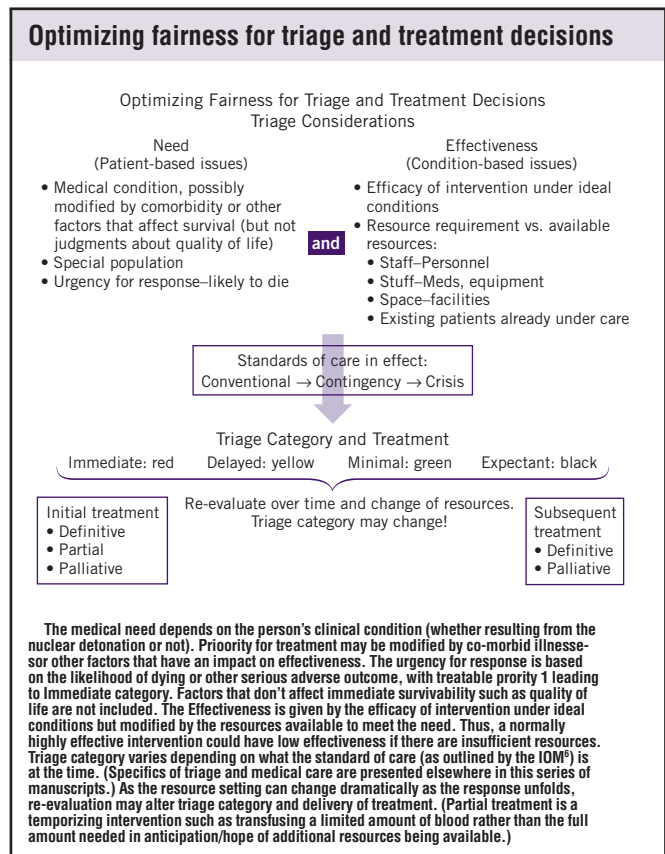 Optimizing fairness for triage and treatment decisions
Optimizing Fairness for Triage and Treatment Decisions
Triage Considerations
Need
(Patient-based issues)
• Medical condition, possibly
modified by comorbidity or other
factors that affect survival (but not
judgments about quality of life)
• Special population
• Urgency for response–likely to die
and
Effectiveness
(Condition-based issues)
• Efficacy of intervention under ideal
conditions
• Resource requirement vs. available
resources:
• Staff–Personnel
• Stuff–Meds, equipment
• Space–facilities
• Existing patients already under care
Standards of care in effect:
Conventional → Contingency → Crisis
Triage Category and Treatment
Immediate: red Delayed: yellow Minimal: green Expectant: black
Re-evaluate over time and change of resources.
Triage category may change!
Initial treatment
• Definitive
• Partial
• Palliative
Subsequent
treatment
• Definitive
• Palliative
The medical need depends on the person's clinical condition (whether resulting from the
nuclear detonation or not). Prioority for treatment may be modified by co-morbid illnesse-
sor other factors that have an impact on effectiveness. The urgency for response is based
on the likelihood of dying or other serious adverse outcome, with treatable prority 1 leading
to Immediate category. Factors that don't affect immediate survivability such as quality of
life are not included. The Effectiveness is given by the efficacy of intervention under ideal
conditions but modified by the resources available to meet the need. Thus, a normally
highly effective intervention could have low effectiveness if there are insufficient resources.
Triage category varies depending on what the standard of care (as outlined by the IOM⁶) is
at the time. (Specifics of triage and medical care are presented elsewhere in this series of
manuscripts.) As the resource setting can change dramatically as the response unfolds,
re-evaluation may alter triage category and delivery of treatment. (Partial treatment is a
temporizing intervention such as transfusing a limited amount of blood rather than the full
amount needed in anticipation/hope of additional resources being available.)